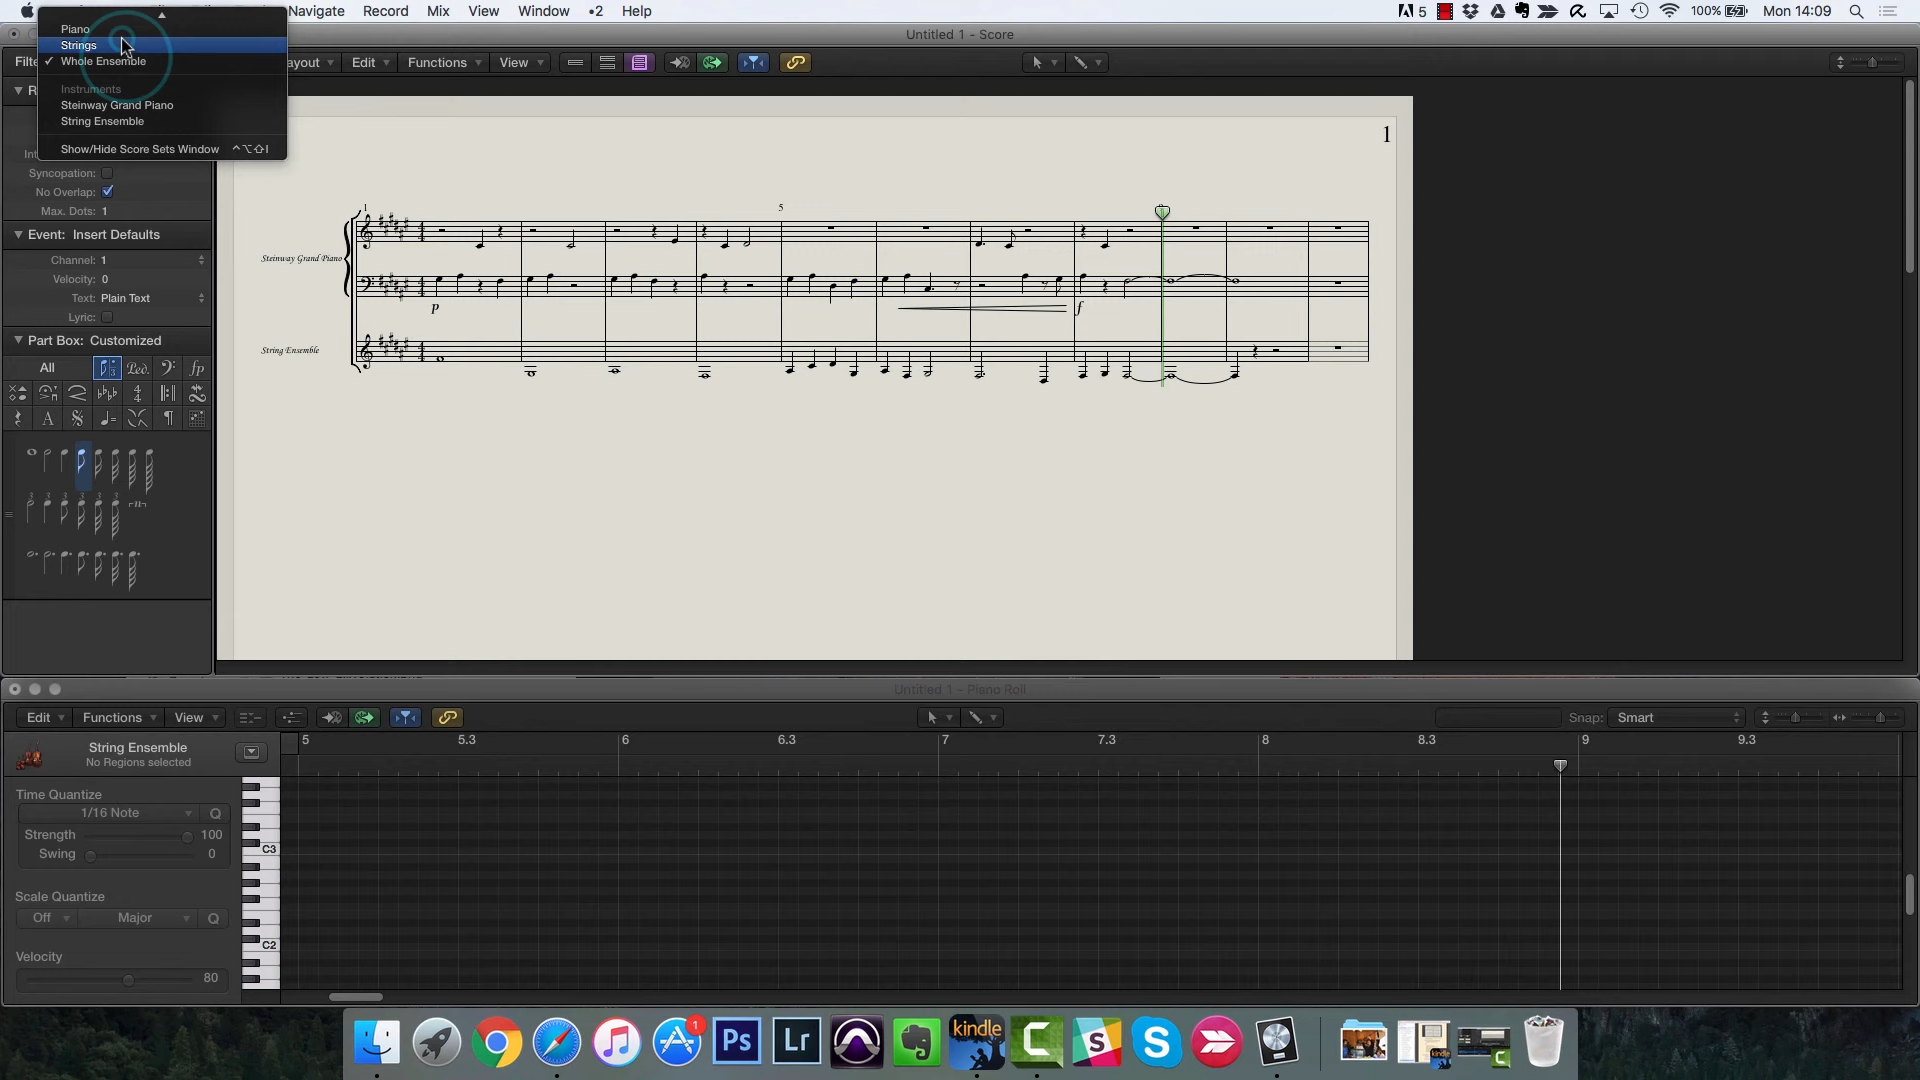 Navigate Record Mix View Window •2 Help
5 100% Mon 14:09
Untitled 1 - Score
Piano
Strings
✓ Whole Ensemble
Instruments
Steinway Grand Piano
String Ensemble
Show/Hide Score Sets Window ^⌥⇧I
ayout Edit Functions View
Syncopation:
No Overlap:
Max. Dots: 1
Event: Insert Defaults
Channel: 1
Velocity: 0
Text: Plain Text
Lyric:
Part Box: Customized
All
1
1
5
Steinway Grand Piano
p
f
String Ensemble
Untitled 1 - Piano Roll
Edit Functions View
Snap: Smart
String Ensemble
No Regions selected
5 5.3 6 6.3 7 7.3 8 8.3 9 9.3
Time Quantize
1/16 Note Q
Strength 100
Swing 0
C3
Scale Quantize
Off Major Q
C2
Velocity
80
1
Ps
Lr
kindle
C
S